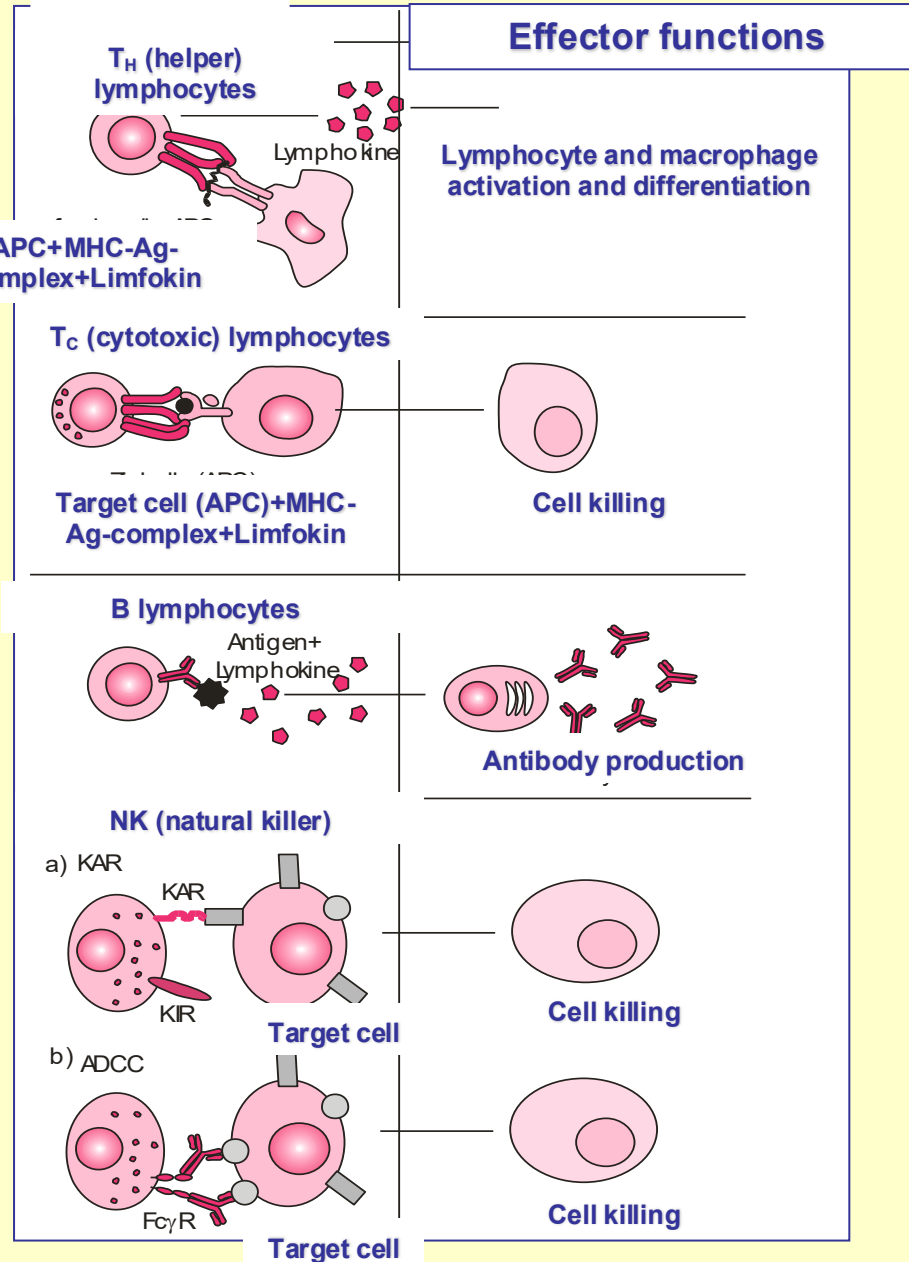 Effector functions
T_H (helper)
lymphocytes
Lymphokine
Lymphocyte and macrophage
activation and differentiation
APC+MHC-Ag-
mplex+Limfokin
T_C (cytotoxic) lymphocytes
Target cell (APC)+MHC-
Ag-complex+Limfokin
Cell killing
B lymphocytes
Antigen+
Lymphokine
Antibody production
NK (natural killer)
a) KAR
KAR
KIR
Target cell
Cell killing
b) ADCC
FcγR
Target cell
Cell killing